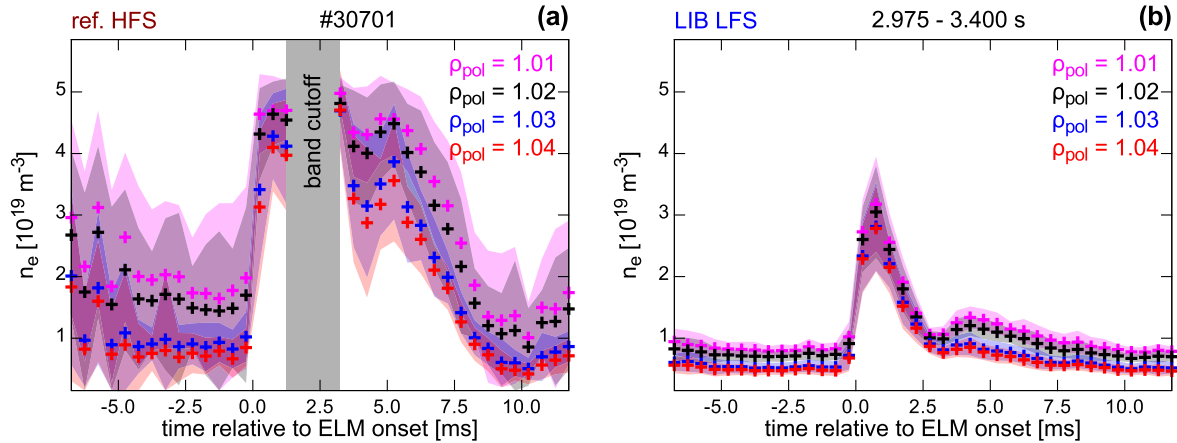 ref. HFS #30701 (a)
ρpol = 1.01
ρpol = 1.02
ρpol = 1.03
ρpol = 1.04
band cutoff
5
4
3
2
1
ne [10^19 m^-3]
-5.0 -2.5 0.0 2.5 5.0 7.5 10.0
time relative to ELM onset [ms]
LIB LFS 2.975 - 3.400 s (b)
ρpol = 1.01
ρpol = 1.02
ρpol = 1.03
ρpol = 1.04
5
4
3
2
1
ne [10^19 m^-3]
-5.0 -2.5 0.0 2.5 5.0 7.5 10.0
time relative to ELM onset [ms]